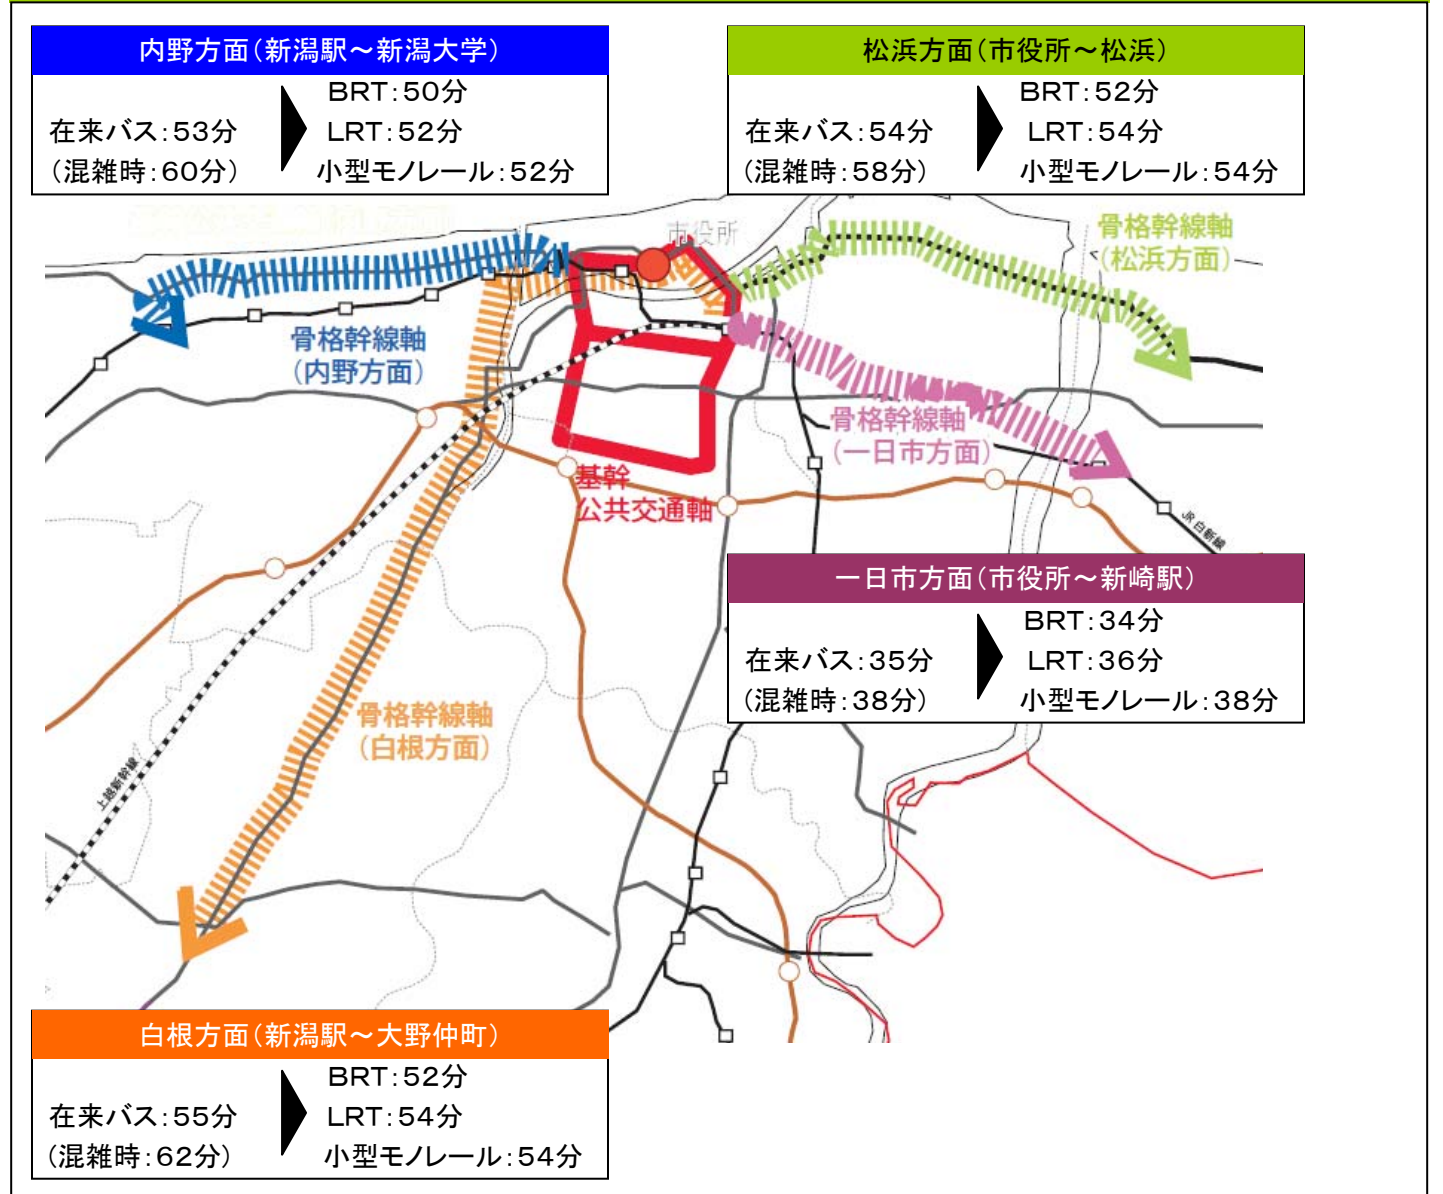 内野方面(新潟駅～新潟大学)
BRT:50分
在来バス:53分
LRT:52分
(混雑時:60分)
小型モノレール:52分
松浜方面(市役所～松浜)
BRT:52分
在来バス:54分
LRT:54分
(混雑時:58分)
小型モノレール:54分
市役所
骨格幹線軸
(松浜方面)
骨格幹線軸
(内野方面)
骨格幹線軸
(一日市方面)
基幹
公共交通軸
JR白新線
一日市方面(市役所～新崎駅)
BRT:34分
在来バス:35分
LRT:36分
(混雑時:38分)
小型モノレール:38分
骨格幹線軸
(白根方面)
上越新幹線
白根方面(新潟駅～大野仲町)
BRT:52分
在来バス:55分
LRT:54分
(混雑時:62分)
小型モノレール:54分